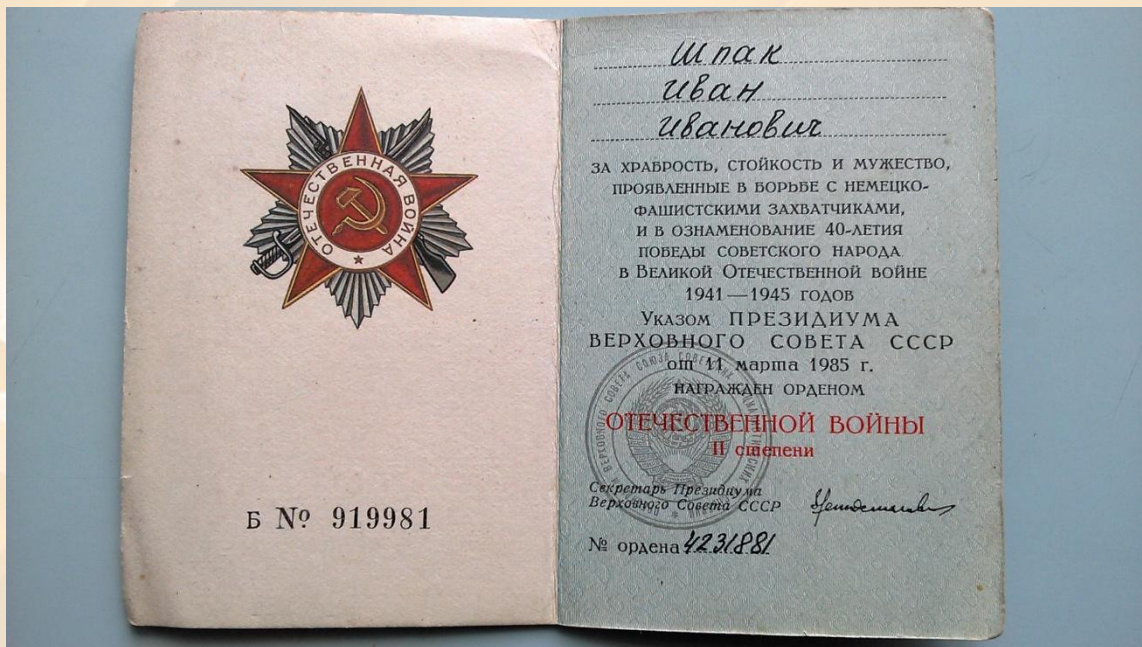 ОТЕЧЕСТВЕННАЯ ВОЙНА
Б № 919981
Шпак
Иван
Иванович
ЗА ХРАБРОСТЬ, СТОЙКОСТЬ И МУЖЕСТВО,
ПРОЯВЛЕННЫЕ В БОРЬБЕ С НЕМЕЦКО-
ФАШИСТСКИМИ ЗАХВАТЧИКАМИ,
И В ОЗНАМЕНОВАНИЕ 40-ЛЕТИЯ
ПОБЕДЫ СОВЕТСКОГО НАРОДА
В ВЕЛИКОЙ ОТЕЧЕСТВЕННОЙ ВОЙНЕ
1941—1945 ГОДОВ
УКАЗОМ ПРЕЗИДИУМА
ВЕРХОВНОГО СОВЕТА СССР
от 11 марта 1985 г.
НАГРАЖДЕН ОРДЕНОМ
ОТЕЧЕСТВЕННОЙ ВОЙНЫ
II степени
Секретарь Президиума
Верховного Совета СССР
№ ордена 4231881